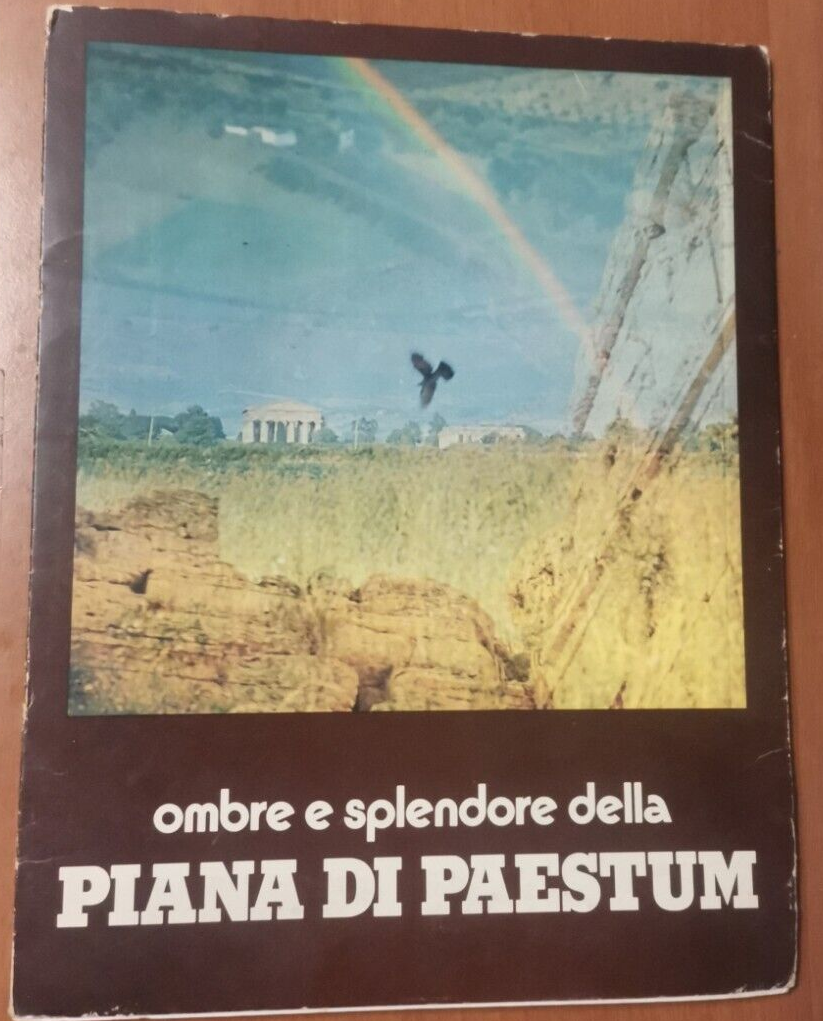 ombre e splendore della
PIANA DI PAESTUM